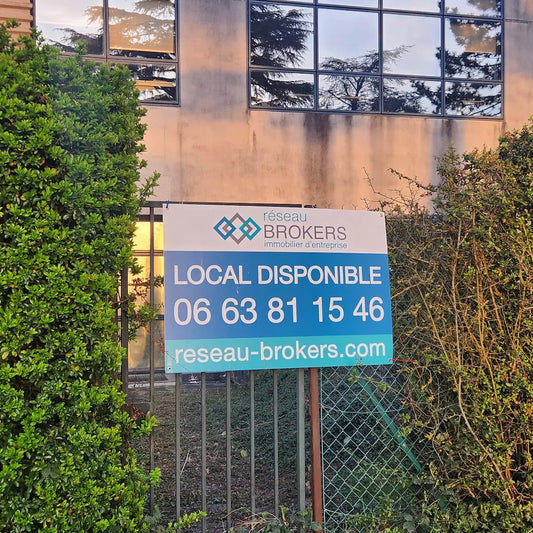 réseau
BROKERS
immobilier d'entreprise
LOCAL DISPONIBLE
06 63 81 15 46
reseau-brokers.com